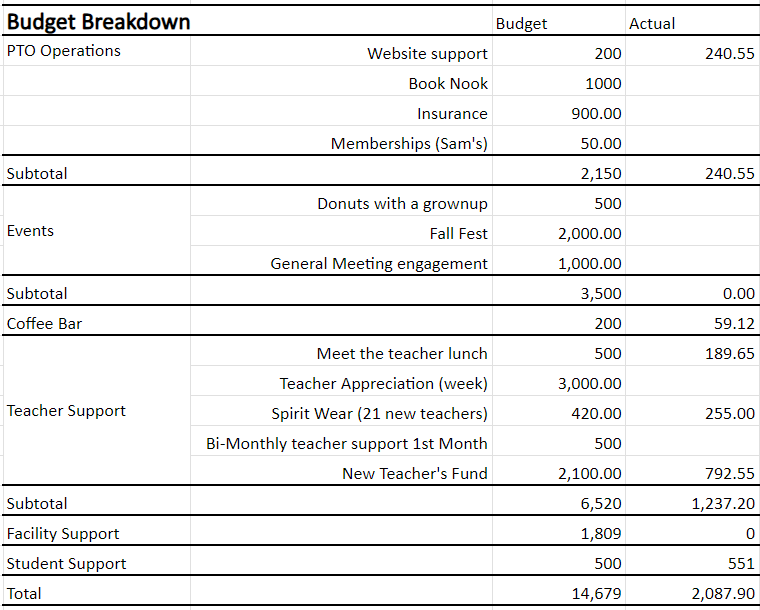 Budget Breakdown Budget Actual
PTO Operations Website support 200 240.55
Book Nook 1000
Insurance 900.00
Memberships (Sam's) 50.00
Subtotal 2,150 240.55
Donuts with a grownup 500
Events Fall Fest 2,000.00
General Meeting engagement 1,000.00
Subtotal 3,500 0.00
Coffee Bar 200 59.12
Meet the teacher lunch 500 189.65
Teacher Appreciation (week) 3,000.00
Teacher Support Spirit Wear (21 new teachers) 420.00 255.00
Bi-Monthly teacher support 1st Month 500
New Teacher's Fund 2,100.00 792.55
Subtotal 6,520 1,237.20
Facility Support 1,809 0
Student Support 500 551
Total 14,679 2,087.90